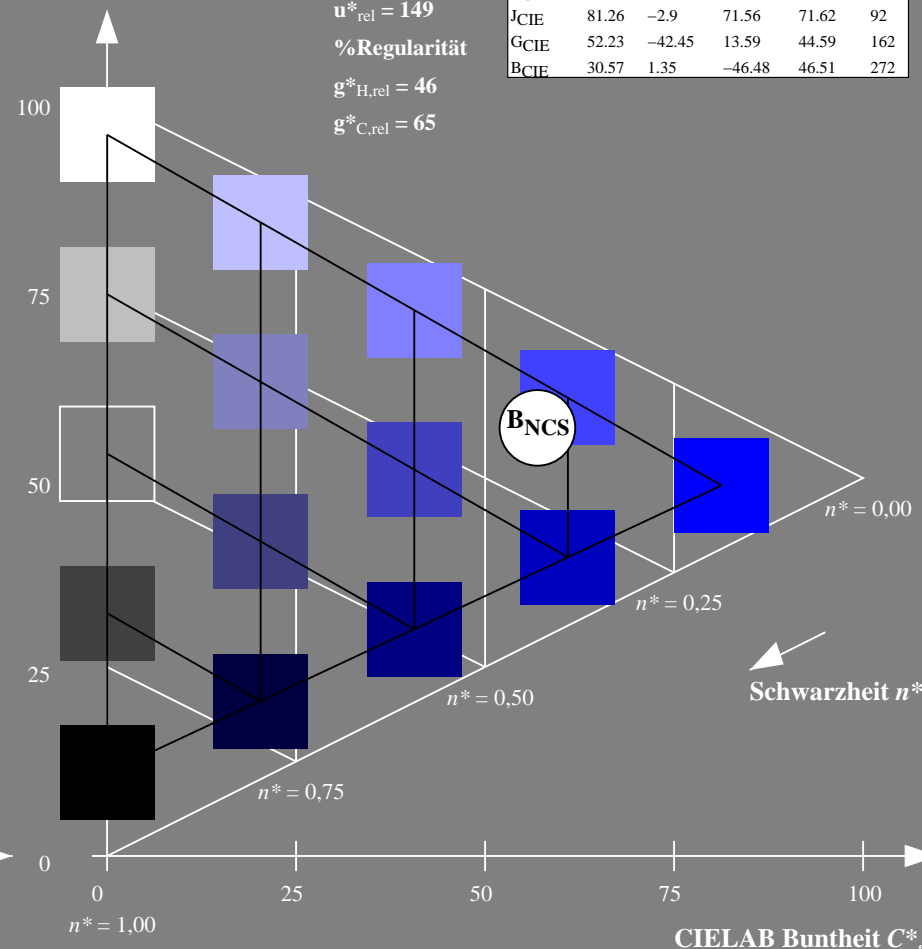 u*rel = 149
%Regularität
g*H,rel = 46
g*C,rel = 65
JCIE 81.26 −2.9 71.56 71.62 92
GCIE 52.23 −42.45 13.59 44.59 162
BCIE 30.57 1.35 −46.48 46.51 272
100
75
50
25
0
BNCS
n* = 0,00
n* = 0,25
Schwarzheit n*
n* = 0,50
n* = 0,75
0 25 50 75 100
n* = 1,00
CIELAB Buntheit C*